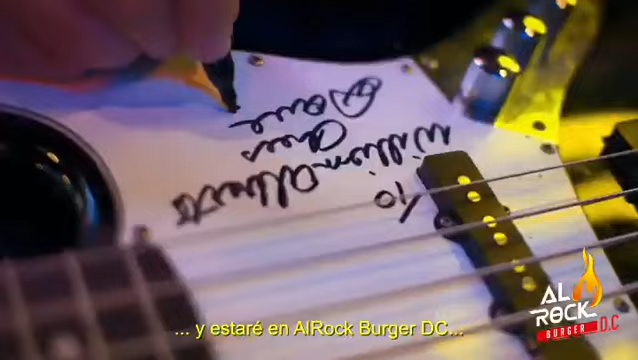 To
William-Alberto
... y estaré en AlRock Burger DC...
AL
ROCK
BURGER D.C